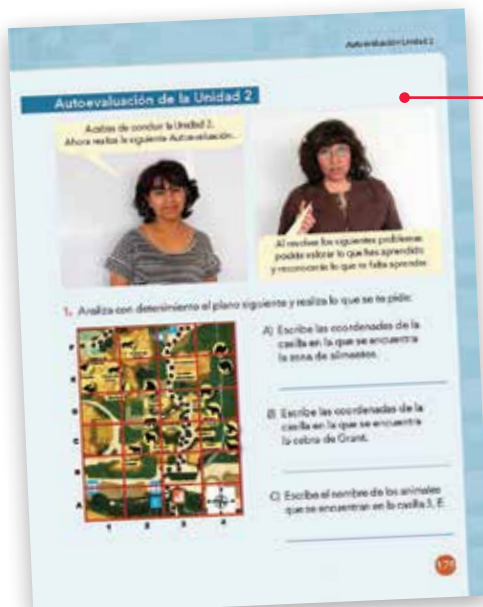 Autoevaluación Unidad 2
Autoevaluación de la Unidad 2
Acabas de concluir la Unidad 2.
Ahora realiza la siguiente Autoevaluación.
Al resolver los siguientes problemas
podrás valorar lo que has aprendido
y reconocerás lo que te falta aprender.
1. Analiza con detenimiento el plano siguiente y realiza lo que se te pide:
A) Escribe las coordenadas de la
casilla en la que se encuentra
la zona de alimentos.
B) Escribe las coordenadas de la
casilla en la que se encuentra
la cebra de Grant.
C) Escribe el nombre de los animales
que se encuentran en la casilla 3, E.
F
E
D
C
B
A
1 2 3 4
175